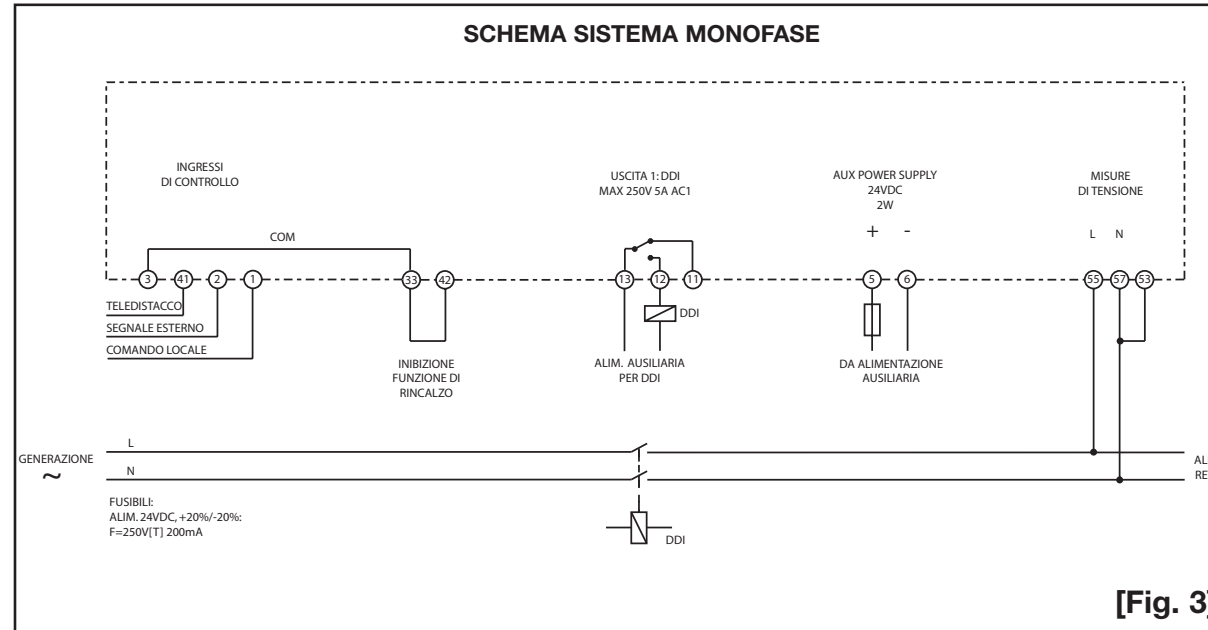 SCHEMA SISTEMA MONOFASE
INGRESSI
DI CONTROLLO
USCITA 1: DDI
MAX 250V 5A AC1
AUX POWER SUPPLY
24VDC
2W
+ -
MISURE
DI TENSIONE
L N
COM
3 41 2 1 33 42 13 12 11 5 6 55 57 53
TELEDISTACCO
SEGNALE ESTERNO
COMANDO LOCALE
DDI
INIBIZIONE
FUNZIONE DI
RINCALZO
ALIM. AUSILIARIA
PER DDI
DA ALIMENTAZIONE
AUSILIARIA
GENERAZIONE
~
L
N
AL
RE
FUSIBILI:
ALIM. 24VDC, +20%/-20%:
F=250V[T] 200mA
DDI
[Fig. 3]